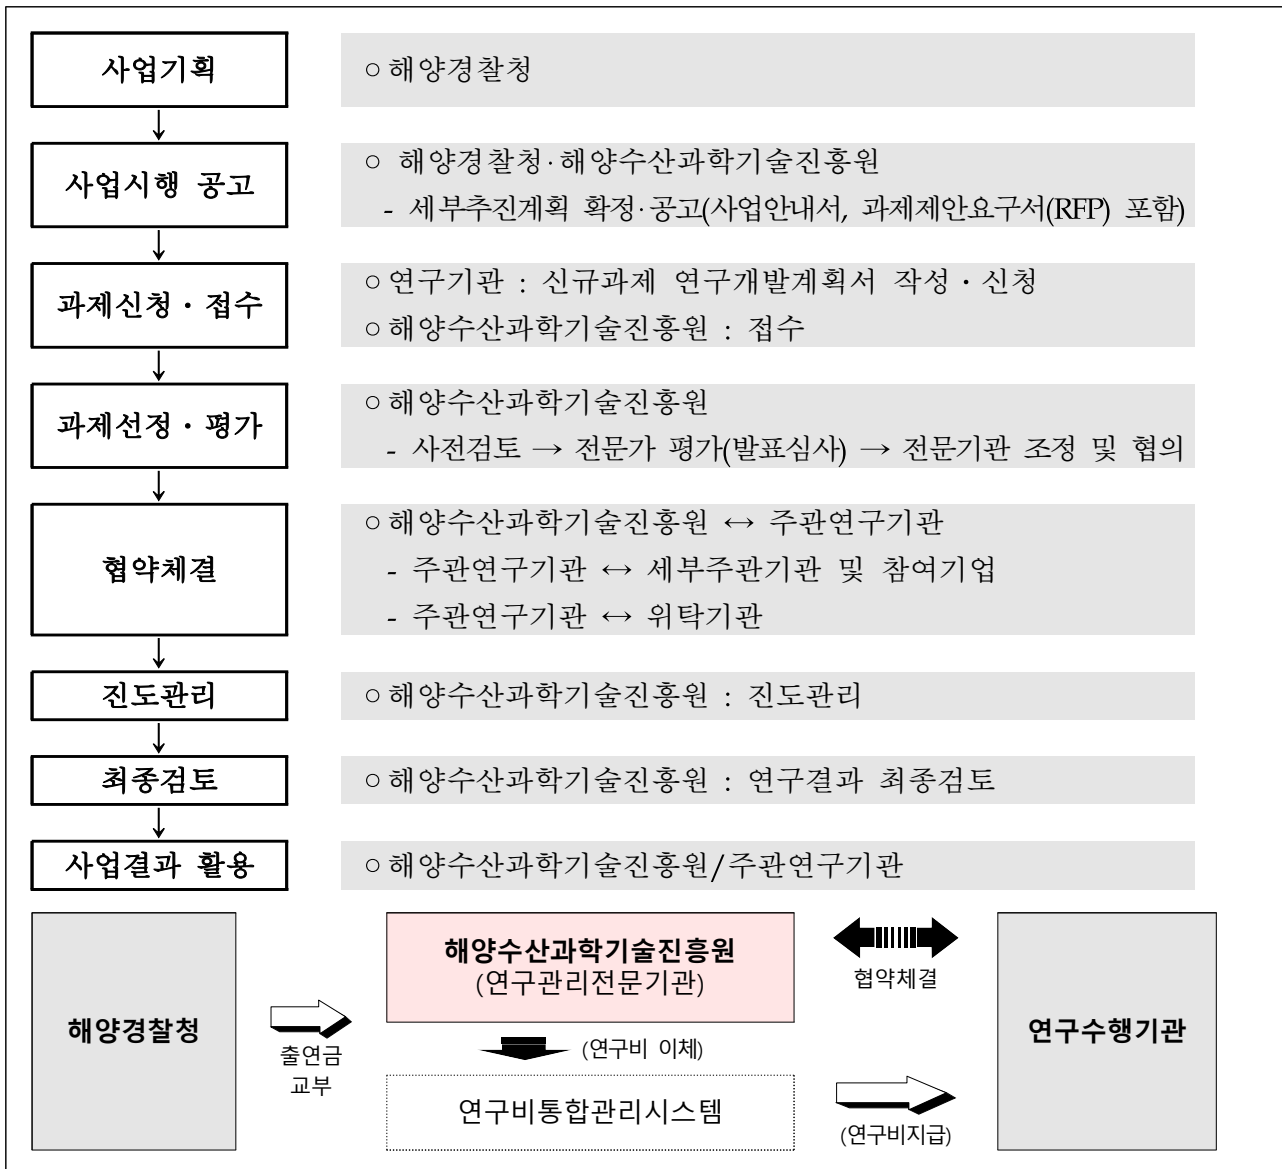 사업기획
○ 해양경찰청
사업시행 공고
○ 해양경찰청·해양수산과학기술진흥원
- 세부추진계획 확정·공고(사업안내서, 과제제안요구서(RFP) 포함)
과제신청·접수
○ 연구기관 : 신규과제 연구개발계획서 작성·신청
○ 해양수산과학기술진흥원 : 접수
과제선정·평가
○ 해양수산과학기술진흥원
- 사전검토 → 전문가 평가(발표심사) → 전문기관 조정 및 협의
협약체결
○ 해양수산과학기술진흥원 ↔ 주관연구기관
- 주관연구기관 ↔ 세부주관기관 및 참여기업
- 주관연구기관 ↔ 위탁기관
진도관리
○ 해양수산과학기술진흥원 : 진도관리
최종검토
○ 해양수산과학기술진흥원 : 연구결과 최종검토
사업결과 활용
○ 해양수산과학기술진흥원/주관연구기관
해양경찰청
출연금
교부
해양수산과학기술진흥원
(연구관리전문기관)
(연구비 이체)
연구비통합관리시스템
협약체결
(연구비지급)
연구수행기관